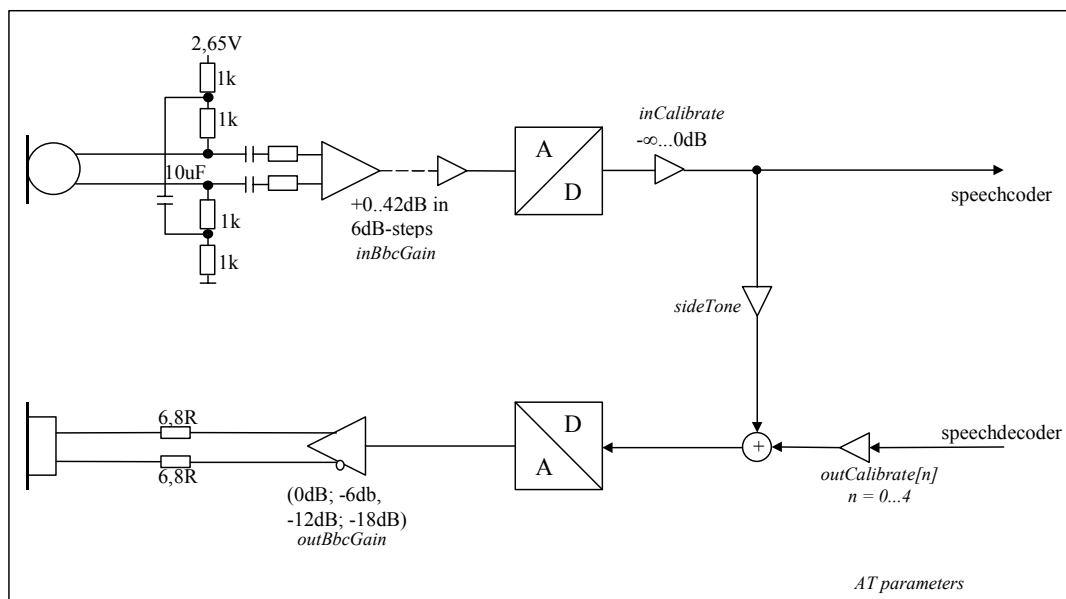 2,65V
1k
1k
inCalibrate
-∞...0dB
A
D
10uF
+0..42dB in
6dB-steps
inBbcGain
speechcoder
1k
1k
sideTone
6,8R
6,8R
D
A
+
speechdecoder
outCalibrate[n]
n = 0...4
(0dB; -6db,
-12dB; -18dB)
outBbcGain
AT parameters